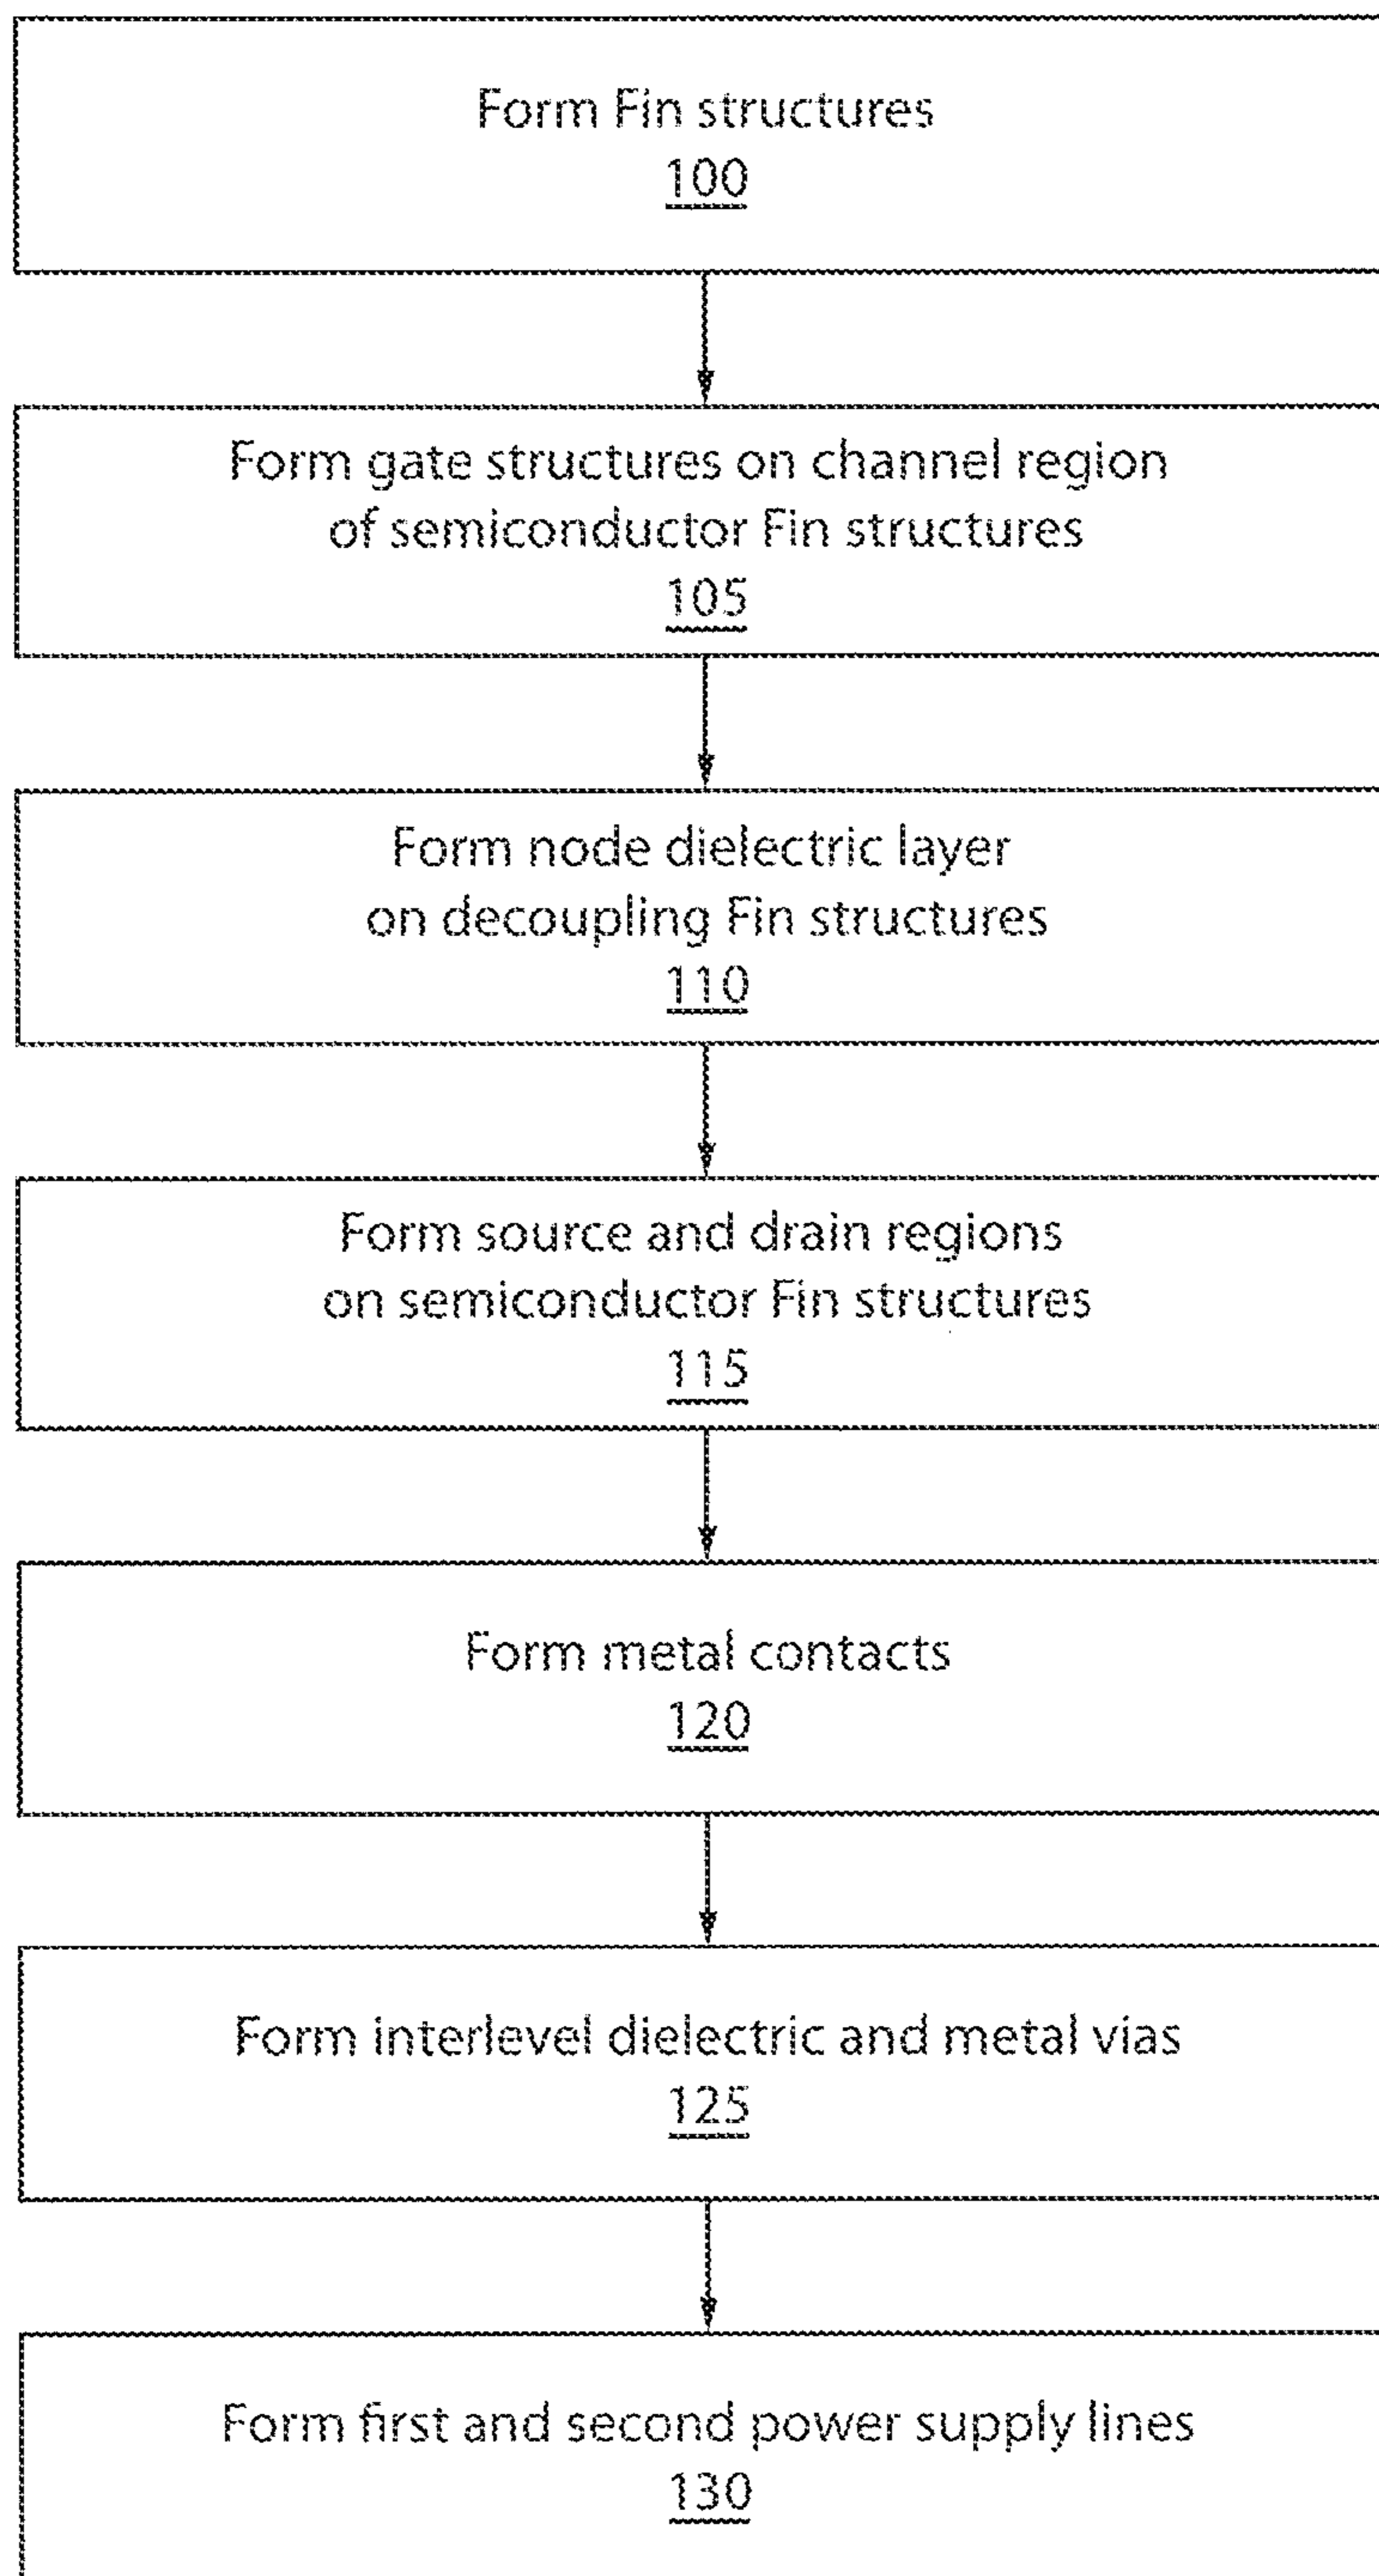 Form Fin structures
100
Form gate structures on channel region
of semiconductor Fin structures
105
Form node dielectric layer
on decoupling Fin structures
110
Form source and drain regions
on semiconductor Fin structures
115
Form metal contacts
120
Form interlevel dielectric and metal vias
125
Form first and second power supply lines
130